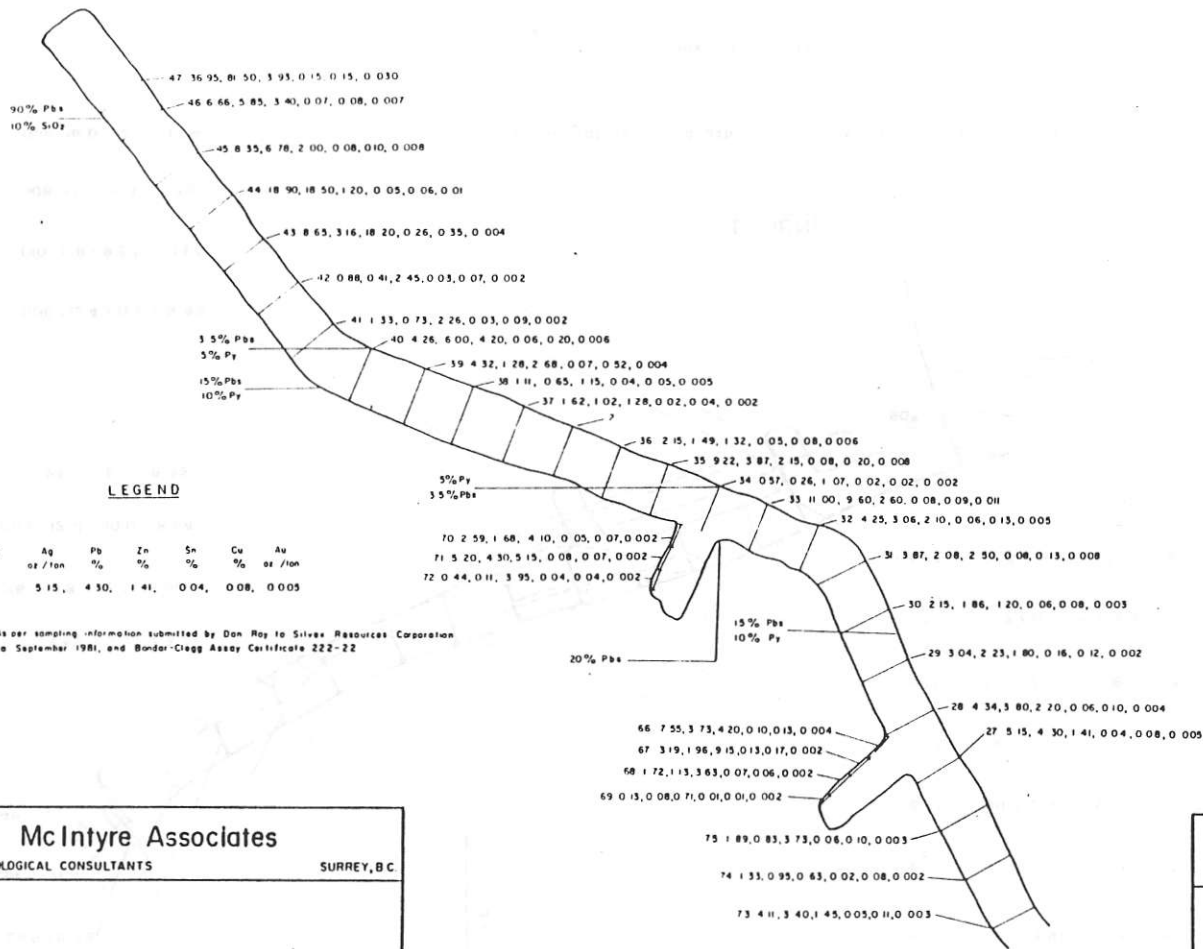 47 36 95, 81 50, 3 93, 0 15, 0 15, 0 030
90% Pbs
10% SiO2
46 6 66, 5 85, 3 40, 0 07, 0 08, 0 007
45 8 35, 6 78, 2 00, 0 08, 0 10, 0 008
44 18 90, 18 50, 1 20, 0 05, 0 06, 0 01
43 8 65, 3 16, 18 20, 0 26, 0 35, 0 004
42 0 88, 0 41, 2 45, 0 03, 0 07, 0 002
41 1 33, 0 73, 2 26, 0 03, 0 09, 0 002
3 5% Pbs
5% Py
40 4 26, 6 00, 4 20, 0 06, 0 20, 0 006
39 4 32, 1 28, 2 68, 0 07, 0 52, 0 004
15% Pbs
10% Py
38 1 11, 0 65, 1 15, 0 04, 0 05, 0 005
37 1 62, 1 02, 1 28, 0 02, 0 04, 0 002
?
36 2 15, 1 49, 1 32, 0 05, 0 08, 0 006
35 9 22, 3 87, 2 15, 0 08, 0 20, 0 008
5% Py
3 5% Pbs
34 0 57, 0 26, 1 07, 0 02, 0 02, 0 002
33 11 00, 9 60, 2 60, 0 08, 0 09, 0 011
32 4 25, 3 06, 2 10, 0 06, 0 13, 0 005
31 3 87, 2 08, 2 50, 0 08, 0 13, 0 008
70 2 59, 1 68, 4 10, 0 05, 0 07, 0 002
71 5 20, 4 30, 5 15, 0 08, 0 07, 0 002
72 0 44, 0 11, 3 95, 0 04, 0 04, 0 002
30 2 15, 1 86, 1 20, 0 06, 0 08, 0 003
15% Pbs
10% Py
20% Pbs
29 3 04, 2 23, 1 80, 0 16, 0 12, 0 002
28 4 34, 3 80, 2 20, 0 06, 0 10, 0 004
27 5 15, 4 30, 1 41, 0 04, 0 08, 0 005
66 7 55, 3 73, 4 20, 0 10, 0 13, 0 004
67 3 19, 1 96, 9 15, 0 13, 0 17, 0 002
68 1 72, 1 13, 3 63, 0 07, 0 06, 0 002
69 0 13, 0 08, 0 71, 0 01, 0 01, 0 002
75 1 89, 0 83, 3 73, 0 06, 0 10, 0 003
74 1 33, 0 95, 0 63, 0 02, 0 08, 0 002
73 4 11, 3 40, 1 45, 0 05, 0 11, 0 003
LEGEND
Ag Pb Zn Sn Cu Au
oz /ton % % % % oz /ton
5 15, 4 30, 1 41, 0 04, 0 08, 0 005
per sampling information submitted by Don Roy to Silver Resources Corporation
September 1981, and Bondar-Clegg Assay Certificate 222-22
McIntyre Associates
LOGICAL CONSULTANTS SURREY, B C